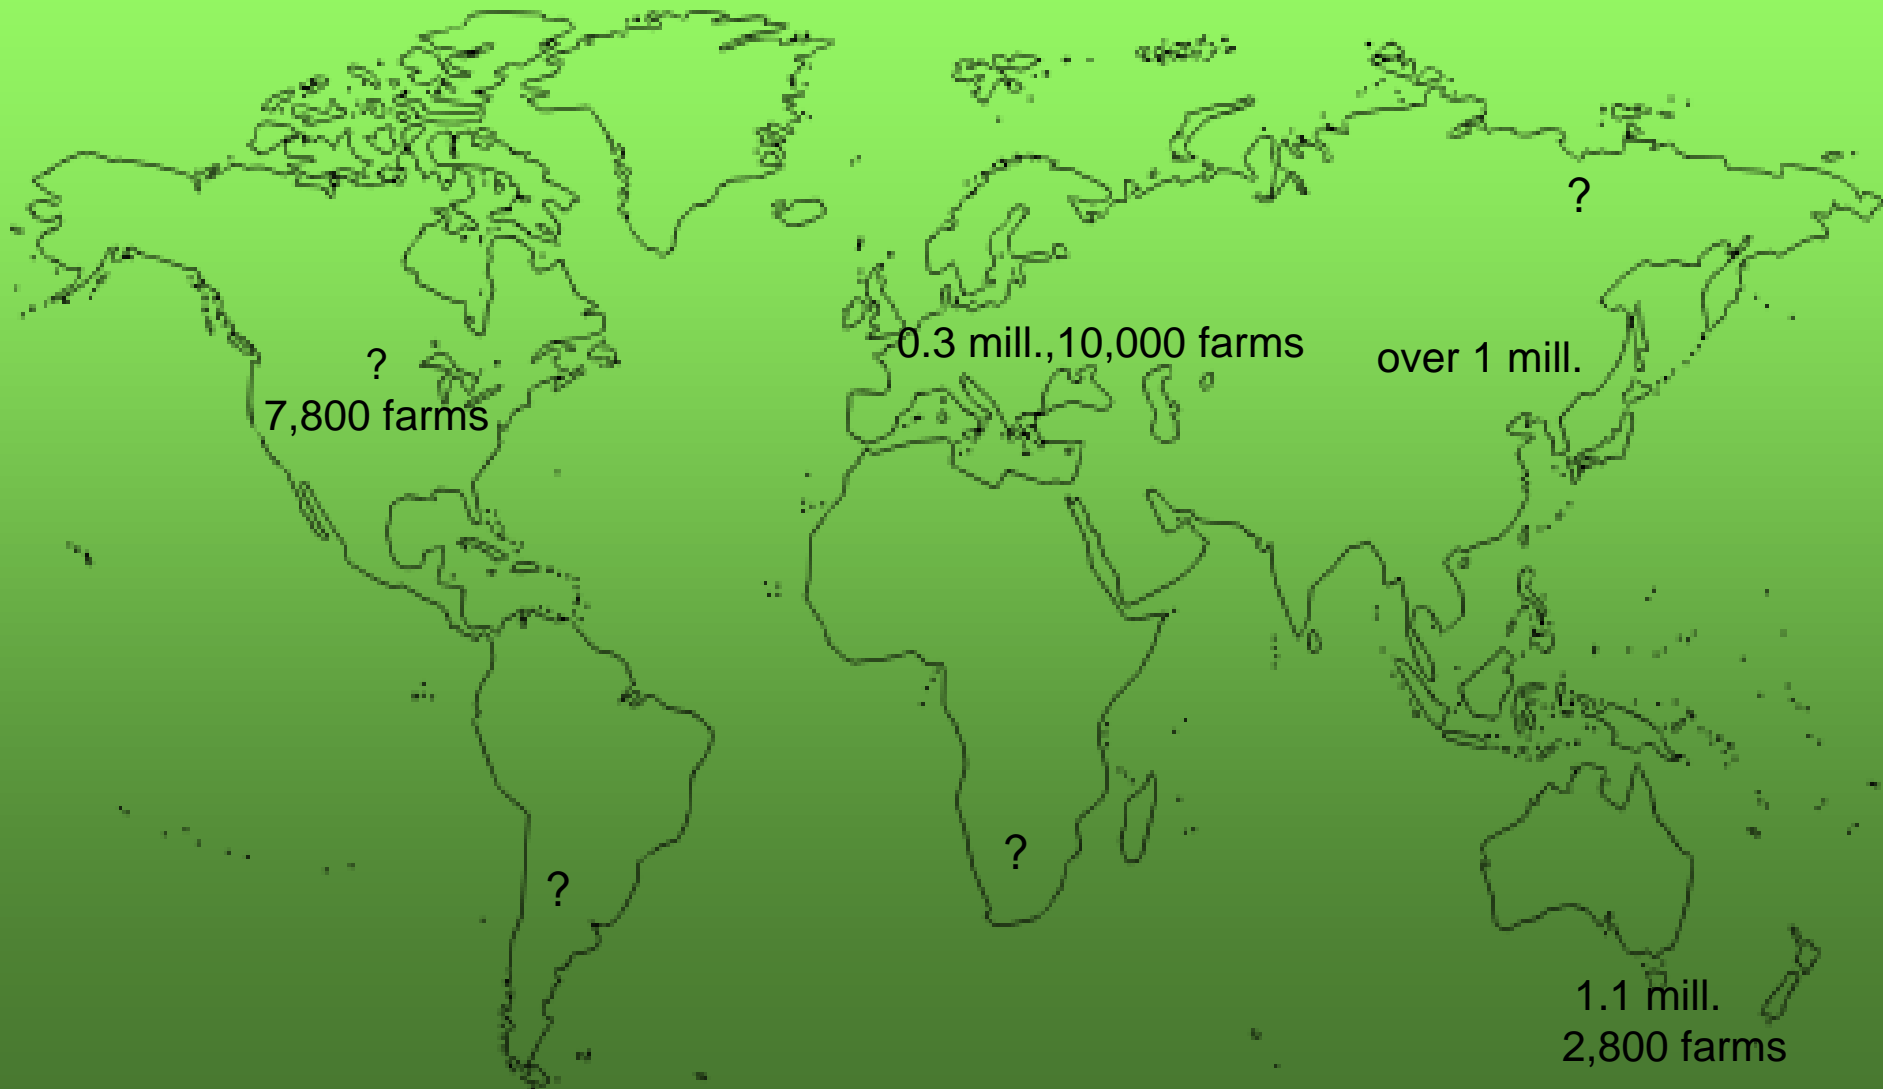 ?
0.3 mill.,10,000 farms
over 1 mill.
?
7,800 farms
?
?
1.1 mill.
2,800 farms